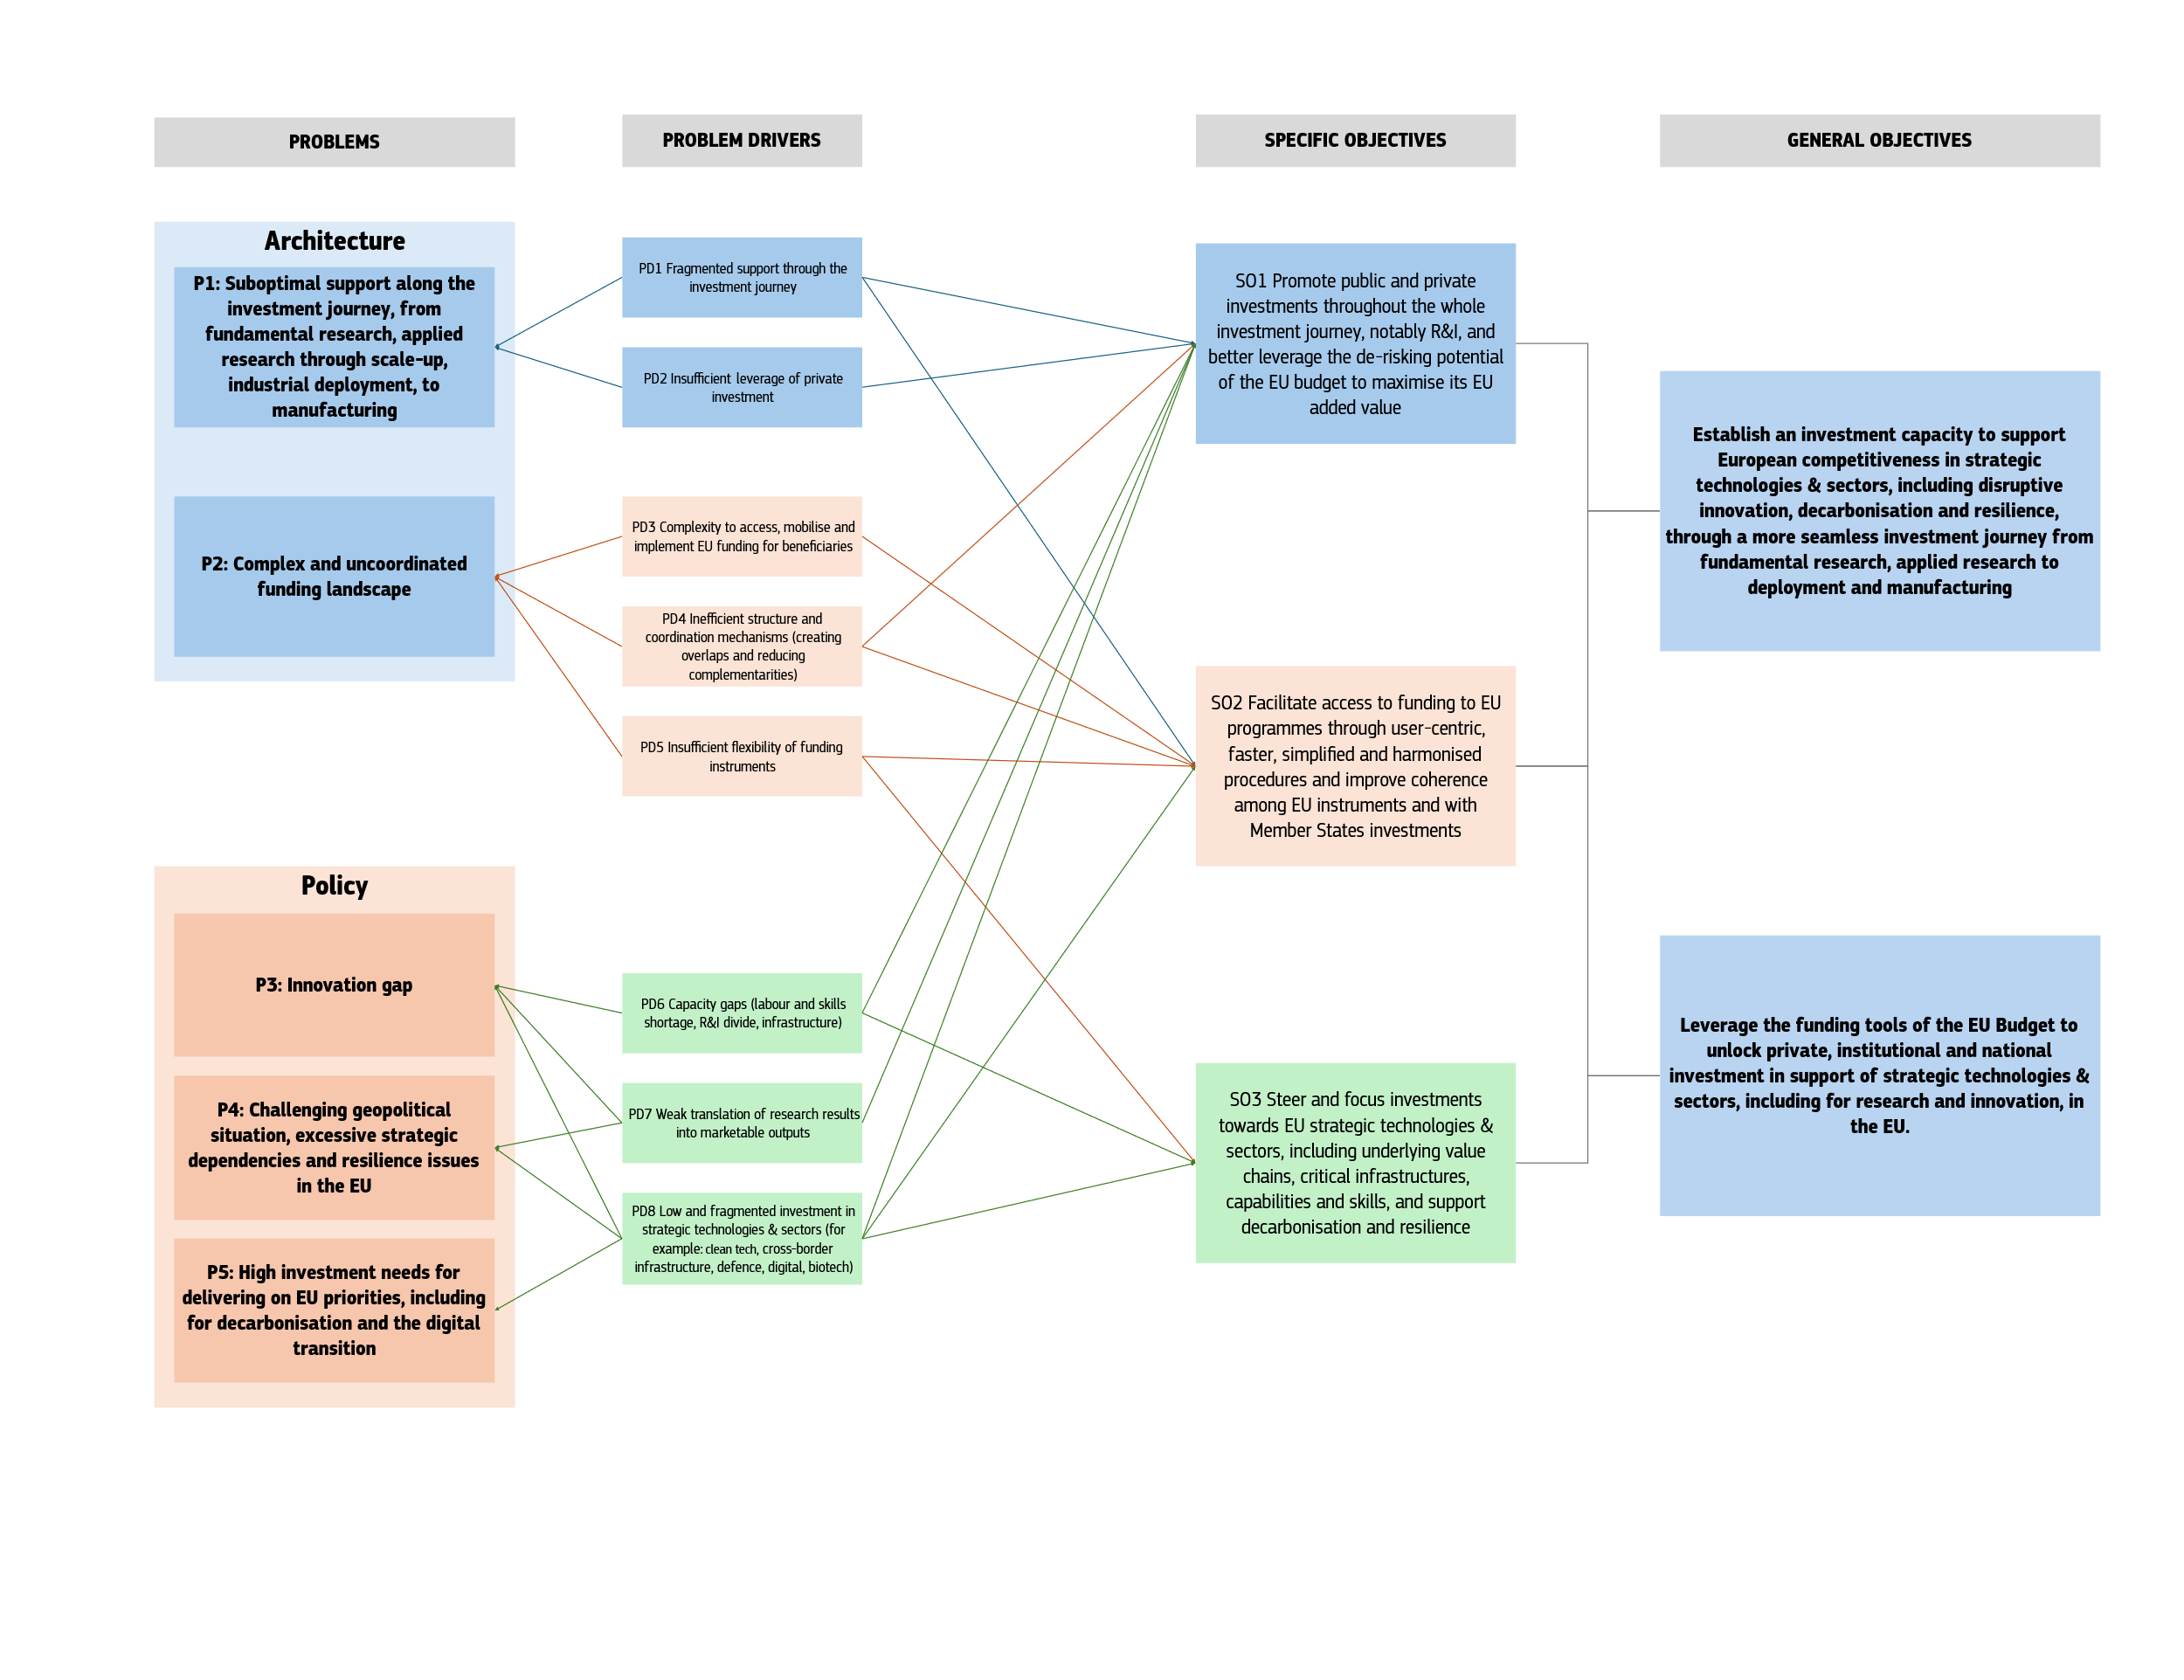 PROBLEMS
PROBLEM DRIVERS
SPECIFIC OBJECTIVES
GENERAL OBJECTIVES
Architecture
P1: Suboptimal support along the
investment journey, from
fundamental research, applied
research through scale-up,
industrial deployment, to
manufacturing
P2: Complex and uncoordinated
funding landscape
Policy
P3: Innovation gap
P4: Challenging geopolitical
situation, excessive strategic
dependencies and resilience issues
in the EU
P5: High investment needs for
delivering on EU priorities, including
for decarbonisation and the digital
transition
PD1 Fragmented support through the
investment journey
PD2 Insufficient leverage of private
investment
PD3 Complexity to access, mobilise and
implement EU funding for beneficiaries
PD4 Inefficient structure and
coordination mechanisms (creating
overlaps and reducing
complementarities)
PD5 Insufficient flexibility of funding
instruments
PD6 Capacity gaps (labour and skills
shortage, R&I divide, infrastructure)
PD7 Weak translation of research results
into marketable outputs
PD8 Low and fragmented investment in
strategic technologies & sectors (for
example: clean tech, cross-border
infrastructure, defence, digital, biotech)
SO1 Promote public and private
investments throughout the whole
investment journey, notably R&I, and
better leverage the de-risking potential
of the EU budget to maximise its EU
added value
SO2 Facilitate access to funding to EU
programmes through user-centric,
faster, simplified and harmonised
procedures and improve coherence
among EU instruments and with
Member States investments
SO3 Steer and focus investments
towards EU strategic technologies &
sectors, including underlying value
chains, critical infrastructures,
capabilities and skills, and support
decarbonisation and resilience
Establish an investment capacity to support
European competitiveness in strategic
technologies & sectors, including disruptive
innovation, decarbonisation and resilience,
through a more seamless investment journey from
fundamental research, applied research to
deployment and manufacturing
Leverage the funding tools of the EU Budget to
unlock private, institutional and national
investment in support of strategic technologies &
sectors, including for research and innovation, in
the EU.